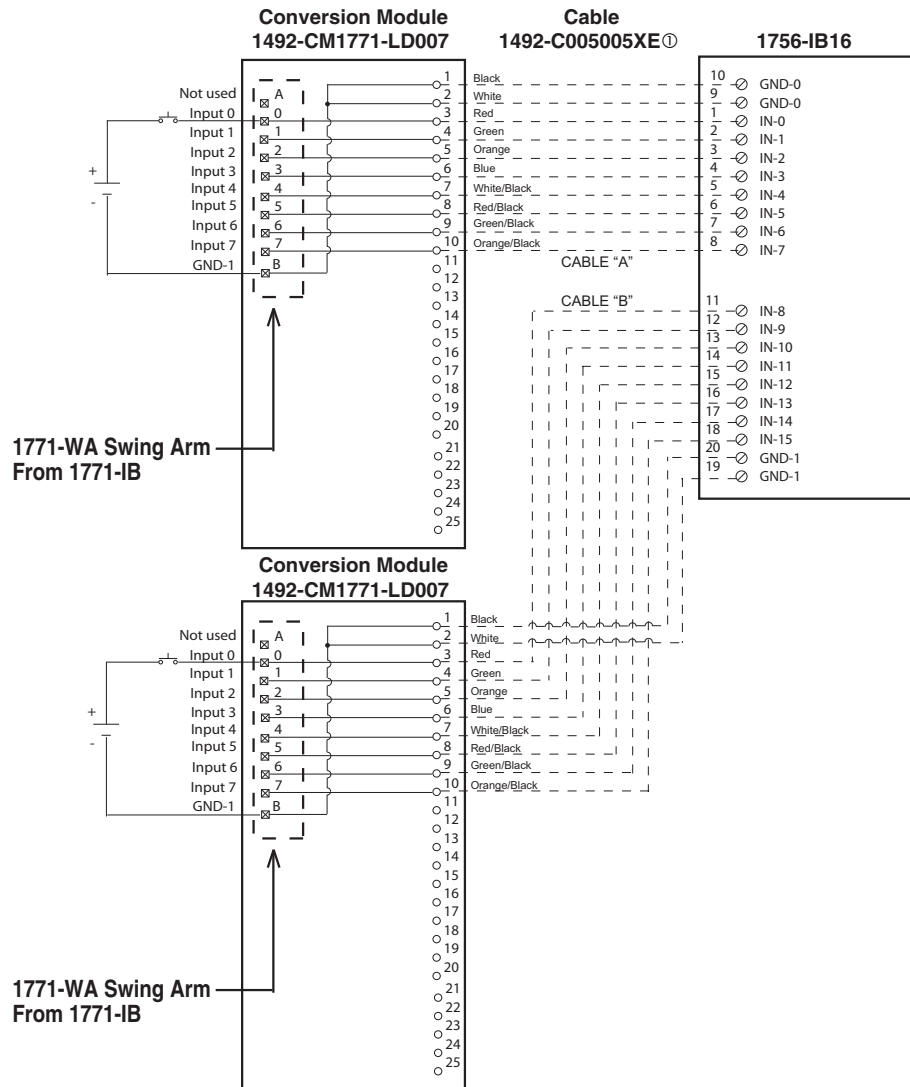 Conversion Module
1492-CM1771-LD007
Cable
1492-C005005XE①
1756-IB16
Not used
Input 0
Input 1
Input 2
Input 3
Input 4
Input 5
Input 6
Input 7
GND-1
+
-
A
0
1
2
3
4
5
6
7
B
1
2
3
4
5
6
7
8
9
10
11
12
13
14
15
16
17
18
19
20
21
22
23
24
25
Black
White
Red
Green
Orange
Blue
White/Black
Red/Black
Green/Black
Orange/Black
CABLE “A”
CABLE “B”
10 GND-0
9 GND-0
1 IN-0
2 IN-1
3 IN-2
4 IN-3
5 IN-4
6 IN-5
7 IN-6
8 IN-7
11 IN-8
12 IN-9
13 IN-10
14 IN-11
15 IN-12
16 IN-13
17 IN-14
18 IN-15
20 GND-1
19 GND-1
1771-WA Swing Arm
From 1771-IB
Conversion Module
1492-CM1771-LD007
Not used
Input 0
Input 1
Input 2
Input 3
Input 4
Input 5
Input 6
Input 7
GND-1
+
-
A
0
1
2
3
4
5
6
7
B
1
2
3
4
5
6
7
8
9
10
11
12
13
14
15
16
17
18
19
20
21
22
23
24
25
Black
White
Red
Green
Orange
Blue
White/Black
Red/Black
Green/Black
Orange/Black
1771-WA Swing Arm
From 1771-IB